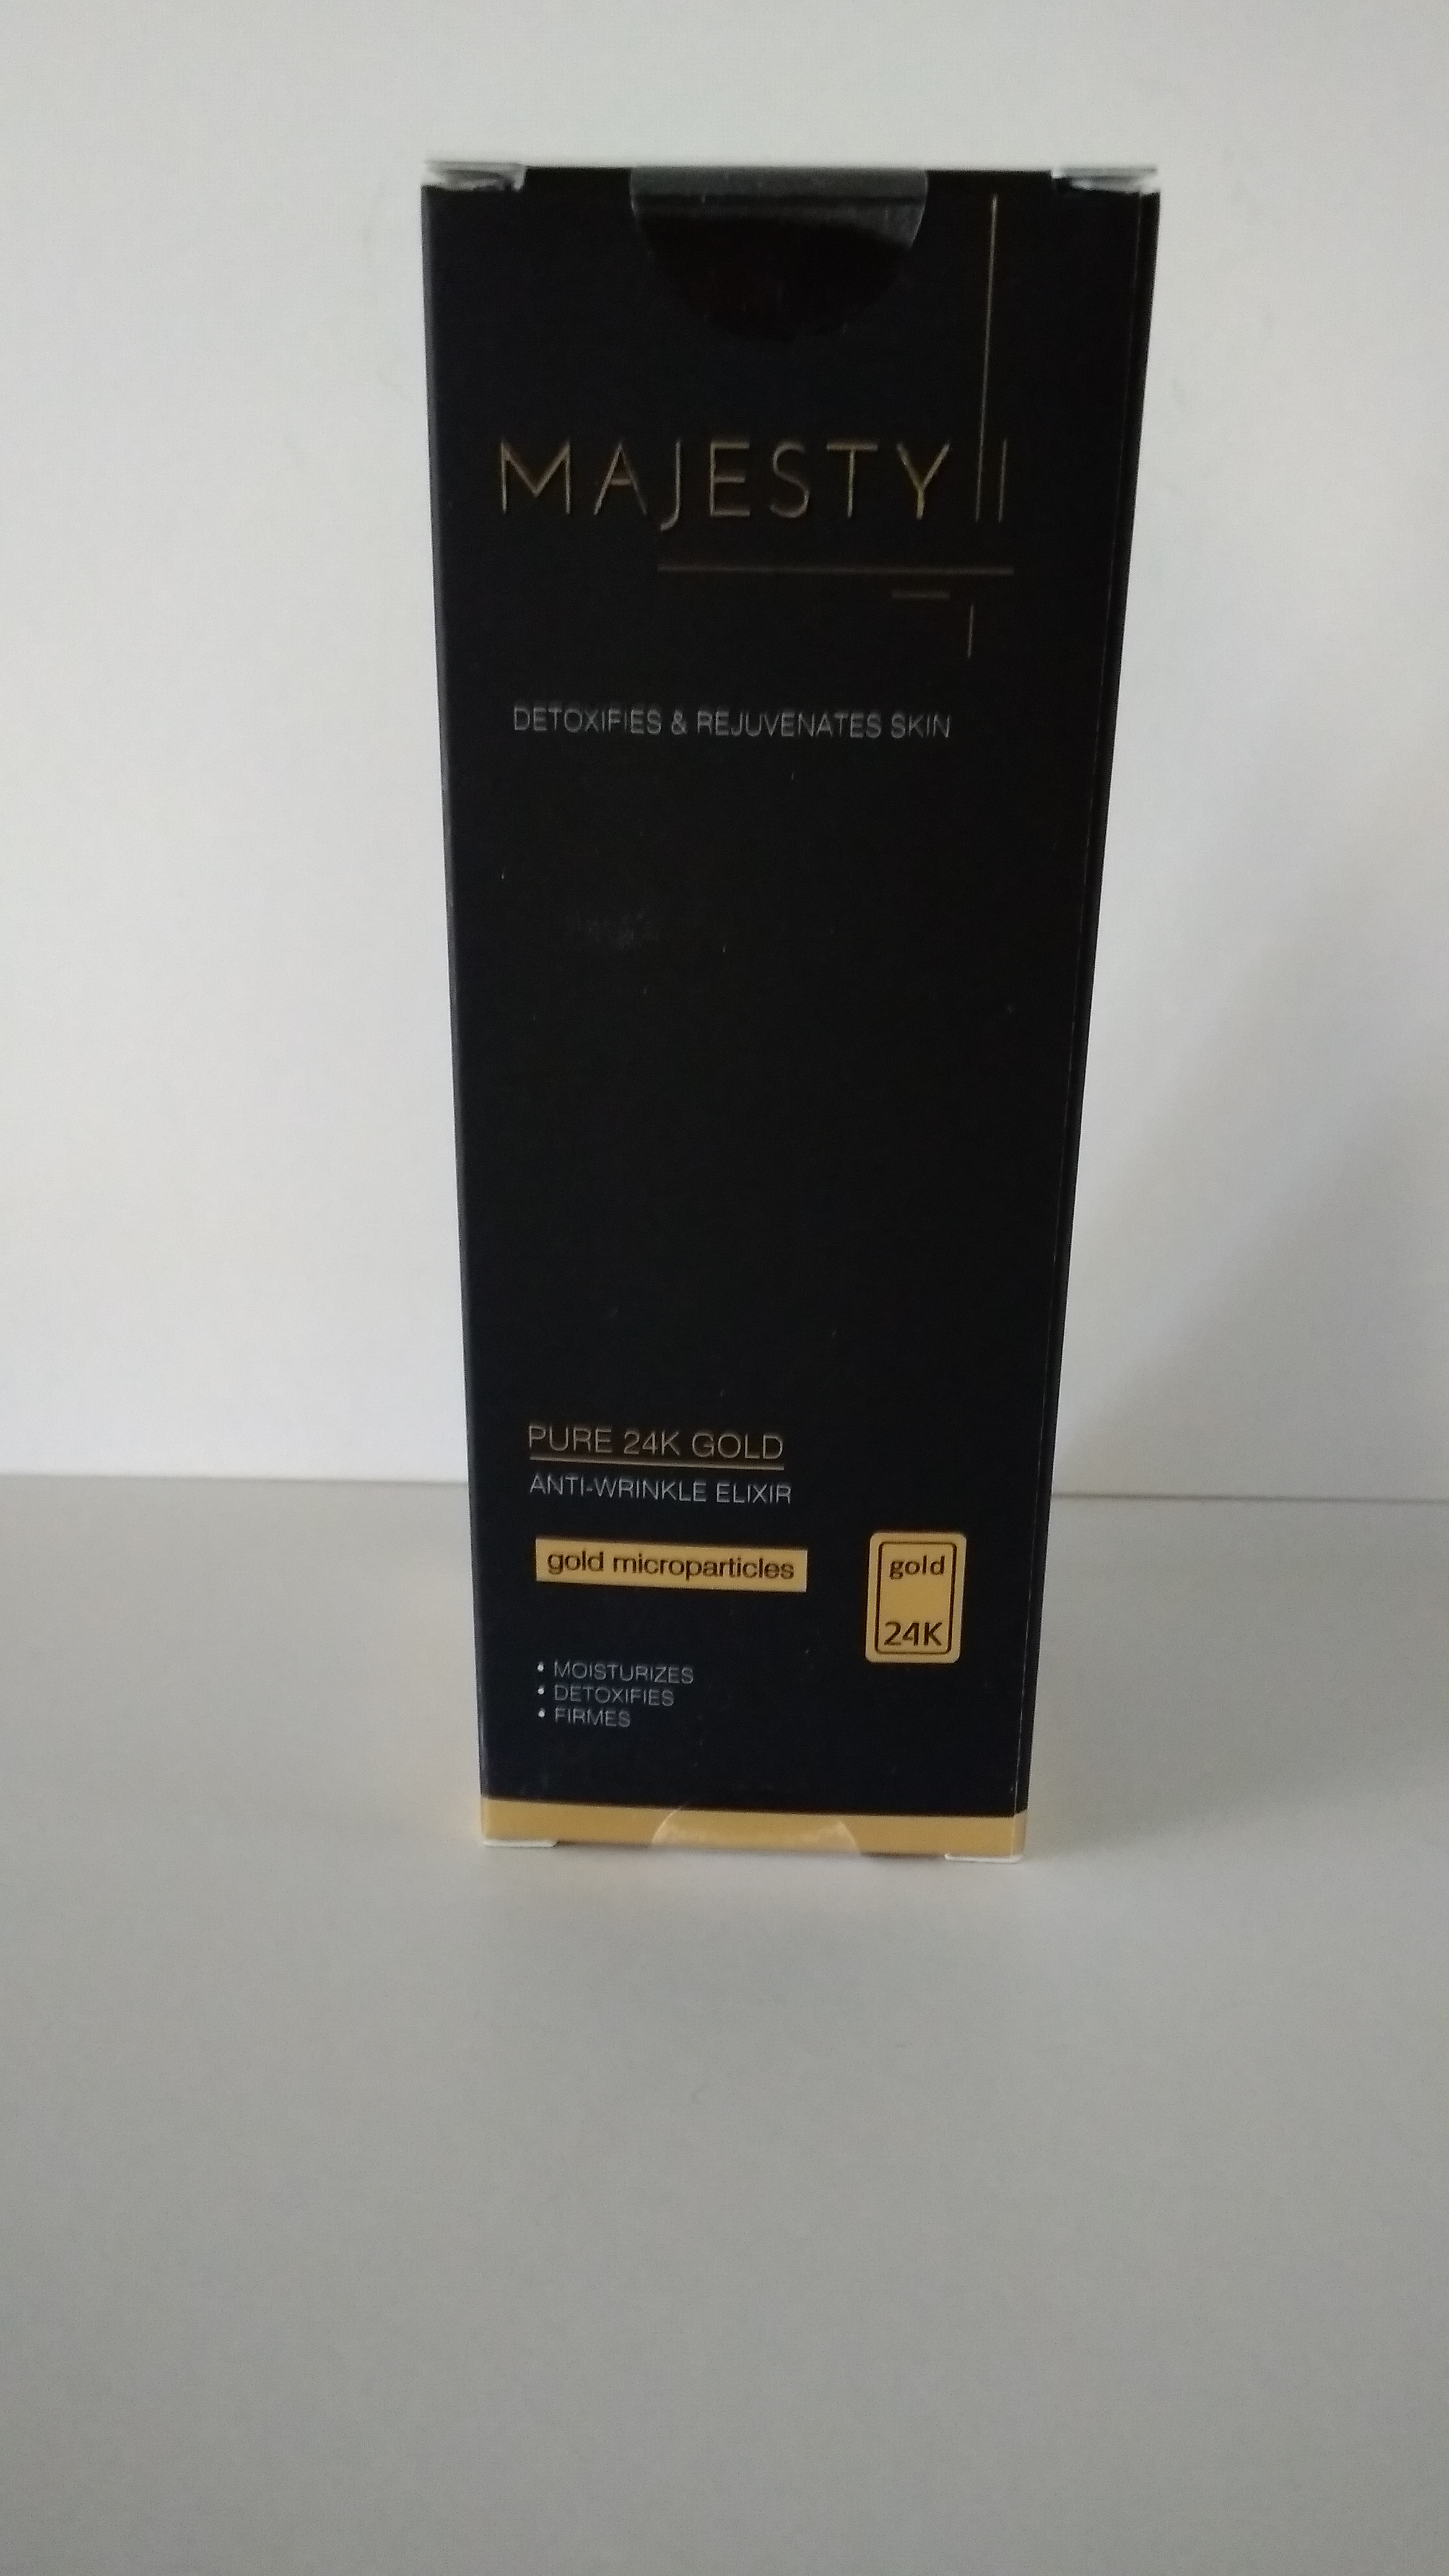 MAJESTY
DETOXIFIES & REJUVENATES SKIN
PURE 24K GOLD
ANTI-WRINKLE ELIXIR
gold microparticles
gold
24K
• MOISTURIZES
• DETOXIFIES
• FIRMES